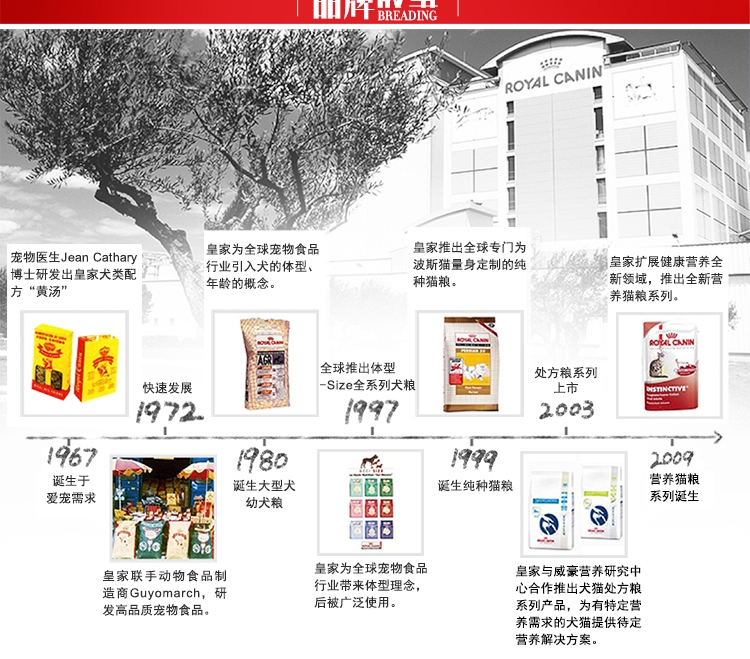 品牌故事
BREADING
ROYAL CANIN
宠物医生Jean Cathary
博士研发出皇家犬类配
方“黄汤”
皇家为全球宠物食品
行业引入犬的体型、
年龄的概念。
皇家推出全球专门为
波斯猫量身定制的纯
种猫粮。
皇家扩展健康营养全
新领域，推出全新营
养猫粮系列。
ROYAL CANIN
AGR
ROYAL CANIN
PERSIAN 30
ROYAL CANIN
INSTINCTIVE
快速发展
1972
全球推出体型
-Size全系列犬粮
1997
处方粮系列
上市
2003
1967
诞生于
爱宠需求
1980
诞生大型犬
幼犬粮
1999
诞生纯种猫粮
2009
营养猫粮
系列诞生
皇家联手动物食品制
造商Guyomarch，研
发高品质宠物食品。
皇家为全球宠物食品
行业带来体型理念，
后被广泛使用。
皇家与威豪营养研究中
心合作推出犬猫处方粮
系列产品，为有特定营
养需求的犬猫提供待定
营养解决方案。